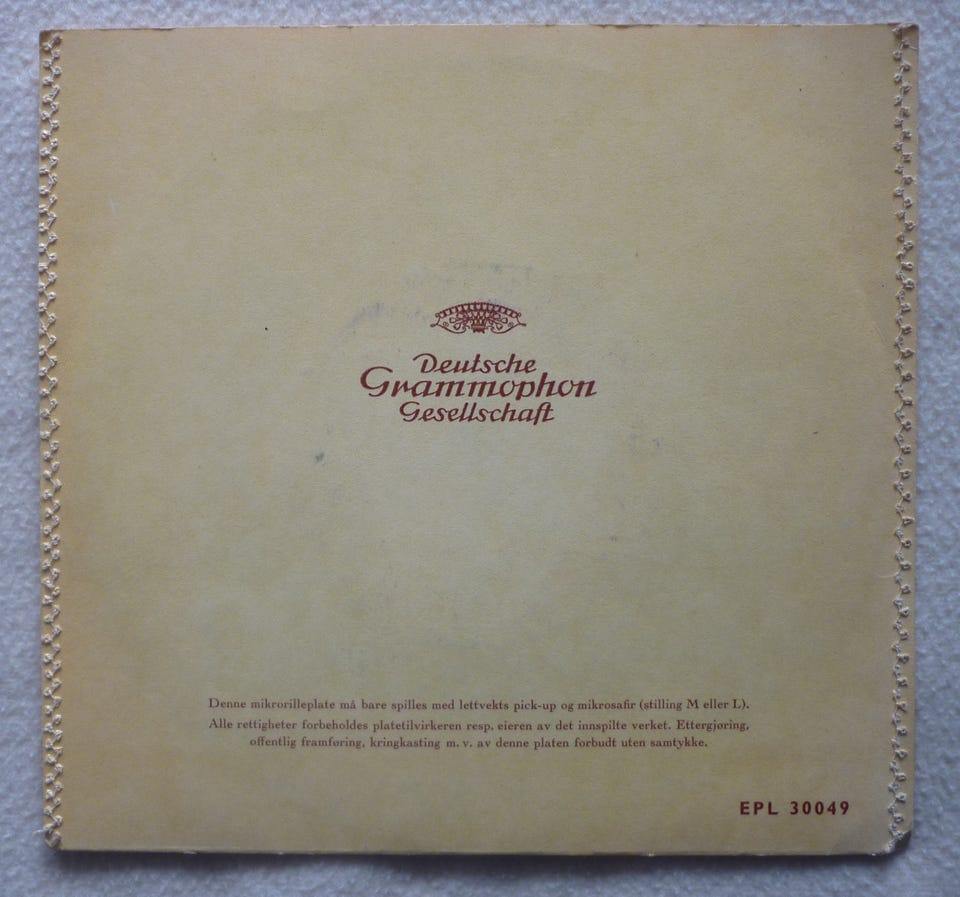 Deutsche
Grammophon
Gesellschaft
Denne mikrorilleplate må bare spilles med lettvekts pick-up og mikrosafir (stilling M eller L).
Alle rettigheter forbeholdes platetilvirkeren resp. eieren av det innspilte verket. Ettergjøring,
offentlig framføring, kringkasting m. v. av denne platen forbudt uten samtykke.
EPL 30049